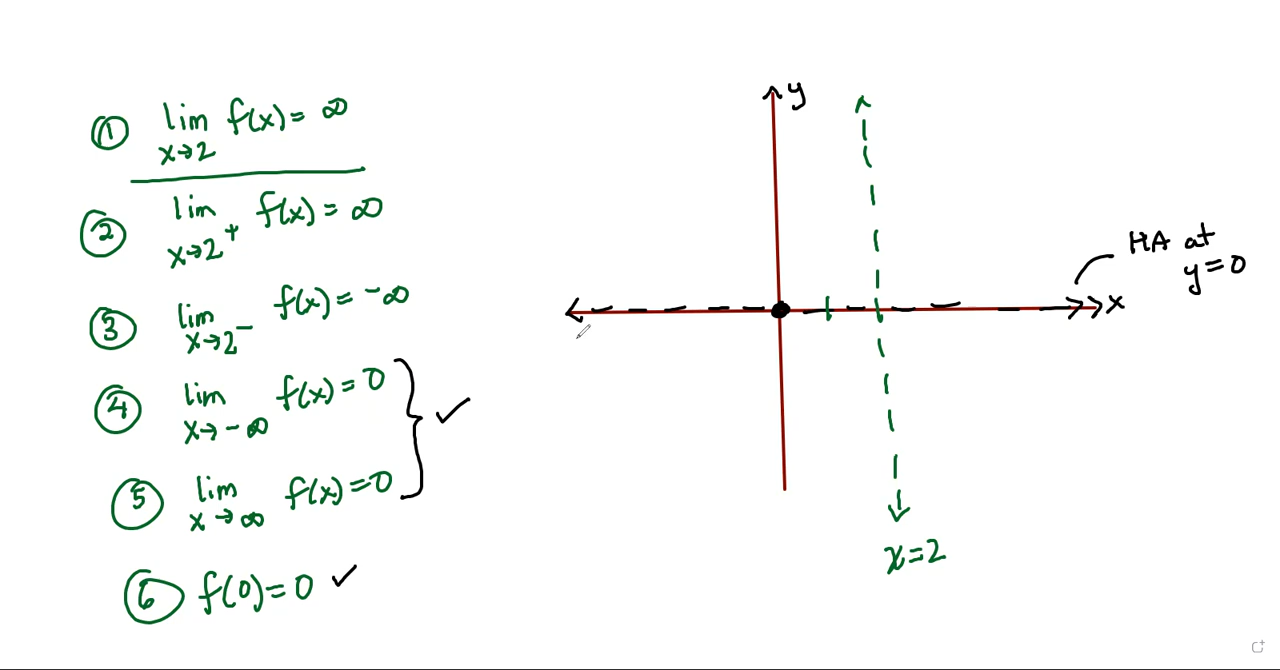 ① lim x→2 f(x) = ∞
② lim x→2⁺ f(x) = ∞
③ lim x→2⁻ f(x) = -∞
④ lim x→-∞ f(x) = 0
⑤ lim x→∞ f(x) = 0
⑥ f(0) = 0
y
HA at
y=0
x
x=2